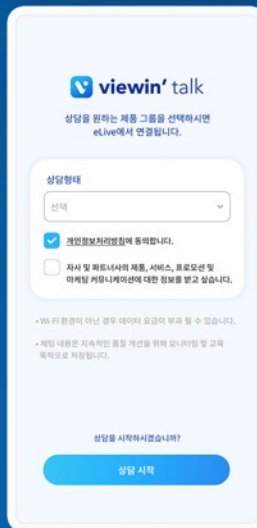 viewin' talk
상담을 원하는 제품 그룹을 선택하시면
eLive에서 연결됩니다.
상담형태
선택
개인정보처리방침에 동의합니다.
자사 및 파트너사의 제품, 서비스, 프로모션 및
마케팅 커뮤니케이션에 대한 정보를 받고 싶습니다.
• Wi-Fi 환경이 아닌 경우 데이터 요금이 부과 될 수 있습니다.
• 채팅 내용은 지속적인 품질 개선을 위해 모니터링 및 교육
목적으로 저장됩니다.
상담을 시작하시겠습니까?
상담 시작